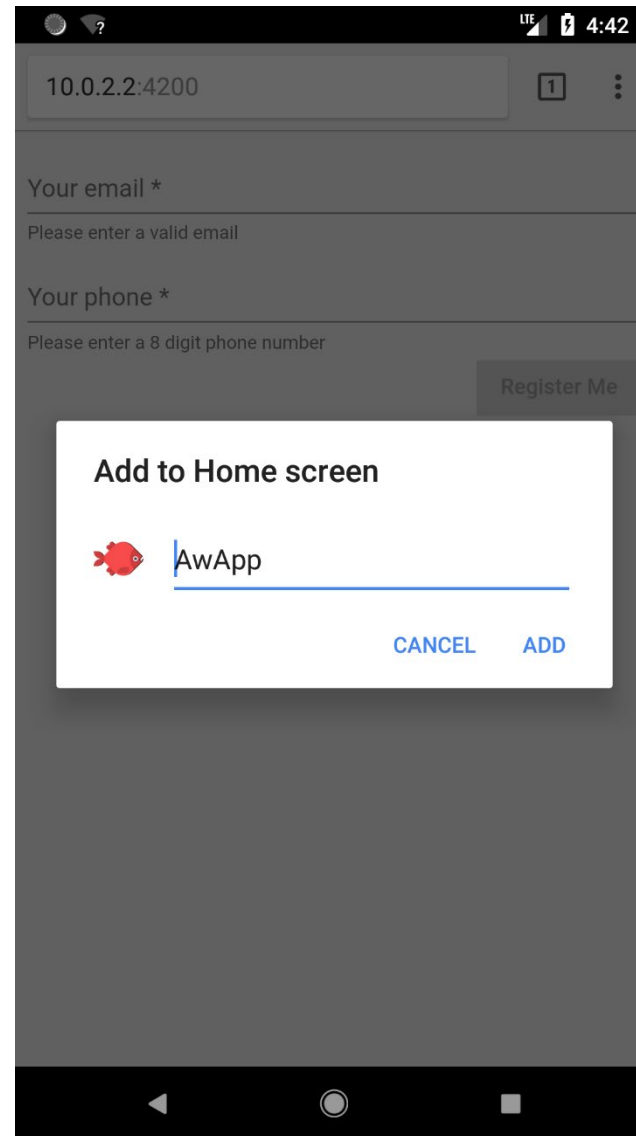 LTE 4:42
10.0.2.2:4200 1
Your email *
Please enter a valid email
Your phone *
Please enter a 8 digit phone number
Register Me
Add to Home screen
AwApp
CANCEL ADD